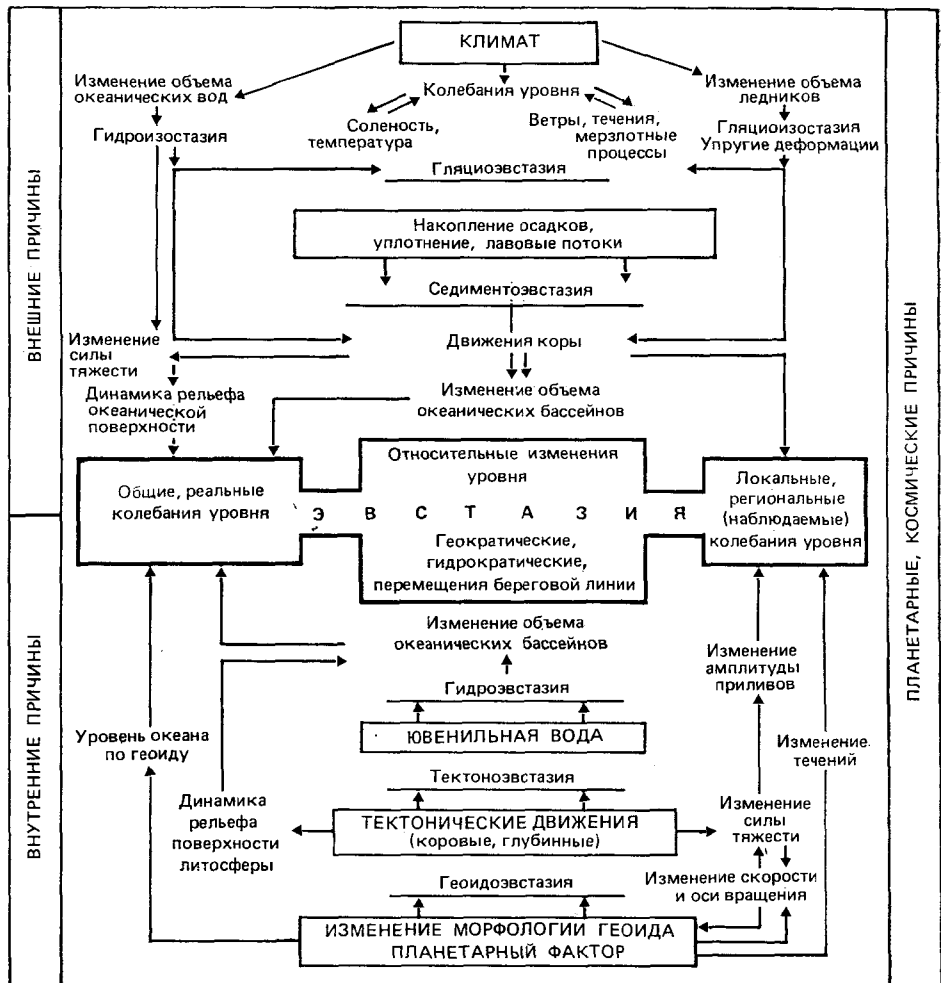 ВНЕШНИЕ ПРИЧИНЫ
ВНУТРЕННИЕ ПРИЧИНЫ
КЛИМАТ
Изменение объема
океанических вод
Колебания уровня
Изменение объема
ледников
Гидроизостазия
Соленость,
температура
Ветры, течения,
мерзлотные
процессы
Гляциоизостазия
Упругие деформации
Гляциоэвстазия
Накопление осадков,
уплотнение, лавовые потоки
Седиментоэвстазия
Изменение
силы
тяжести
Движения коры
Динамика рельефа
океанической
поверхности
Изменение объема
океанических бассейнов
Общие, реальные
колебания уровня
Относительные изменения
уровня
ЭВСТАЗИЯ
Геократические,
гидрократические,
перемещения береговой линии
Локальные,
региональные
(наблюдаемые)
колебания уровня
Изменение объема
океанических бассейнов
Гидроэвстазия
ЮВЕНИЛЬНАЯ ВОДА
Изменение
амплитуды
приливов
Уровень океана
по геоиду
Изменение
течений
Тектоноэвстазия
Динамика
рельефа
поверхности
литосферы
ТЕКТОНИЧЕСКИЕ ДВИЖЕНИЯ
(коровые, глубинные)
Изменение
силы
тяжести
Геоидоэвстазия
Изменение скорости
и оси вращения
ИЗМЕНЕНИЕ МОРФОЛОГИИ ГЕОИДА
ПЛАНЕТАРНЫЙ ФАКТОР
ПЛАНЕТАРНЫЕ, КОСМИЧЕСКИЕ ПРИЧИНЫ